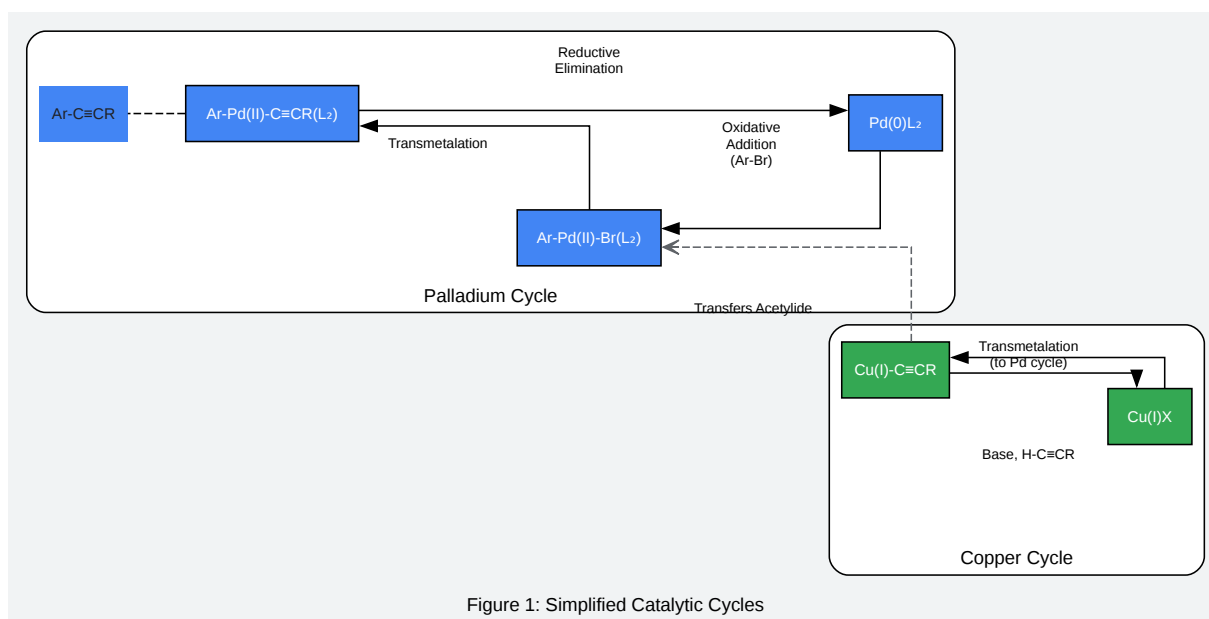 Reductive
Elimination
Ar-C≡CR
Ar-Pd(II)-C≡CR(L₂)
Pd(0)L₂
Oxidative
Addition
(Ar-Br)
Transmetalation
Ar-Pd(II)-Br(L₂)
Palladium Cycle
Transfers Acetylide
Transmetalation
(to Pd cycle)
Cu(I)-C≡CR
Cu(I)X
Base, H-C≡CR
Copper Cycle
Figure 1: Simplified Catalytic Cycles